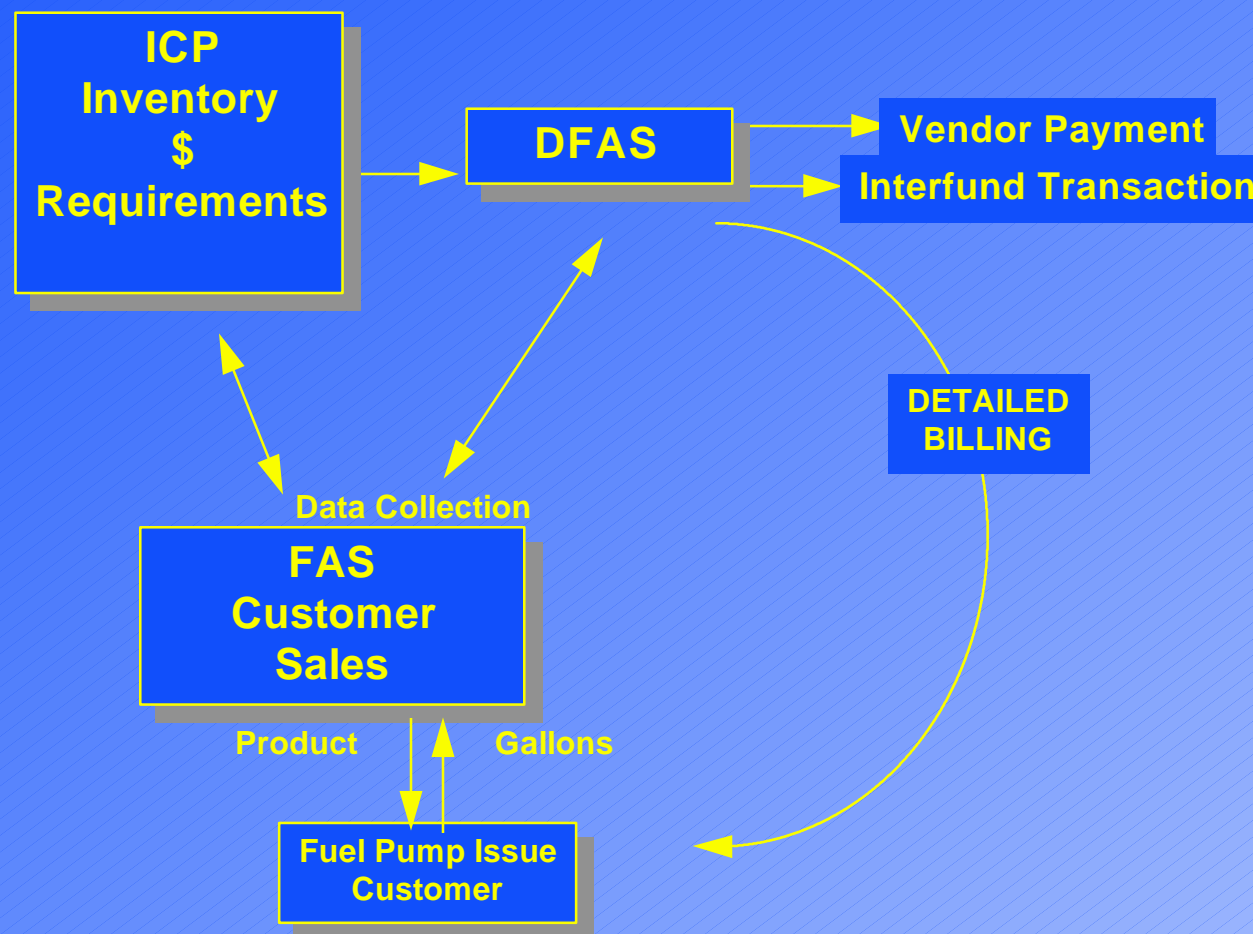 ICP
Inventory
$
Requirements
DFAS
Vendor Payment
Interfund Transaction
DETAILED
BILLING
Data Collection
FAS
Customer
Sales
Product
Gallons
Fuel Pump Issue
Customer